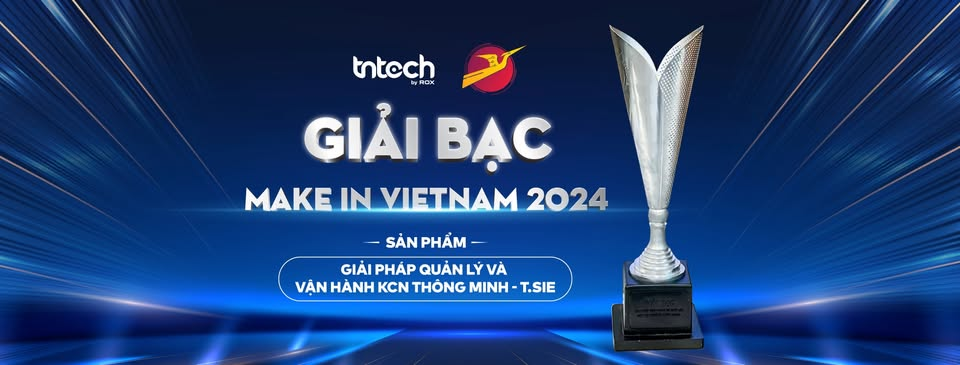 tntech
by ROX
GIẢI BẠC
MAKE IN VIETNAM 2024
SẢN PHẨM
GIẢI PHÁP QUẢN LÝ VÀ
VẬN HÀNH KCN THÔNG MINH - T.SIE